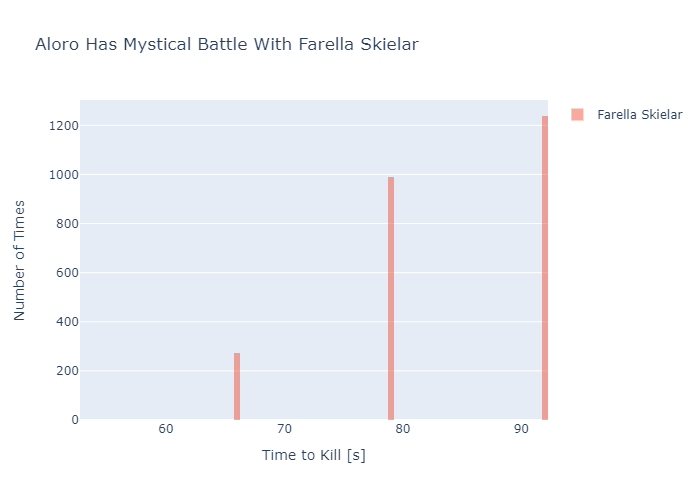 Aloro Has Mystical Battle With Farella Skielar
Farella Skielar
1200
1000
800
600
400
200
0
Number of Times
60 70 80 90
Time to Kill [s]